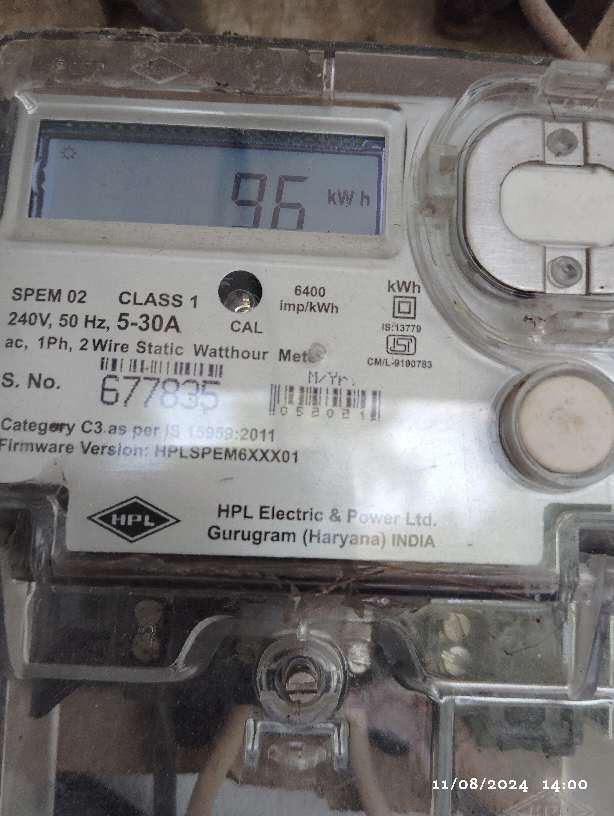 96 kW h
SPEM 02 CLASS 1 6400 imp/kWh kWh
240V, 50 Hz, 5-30A CAL IS:13779
ac, 1Ph, 2 Wire Static Watthour Meter CM/L-9190783
S. No. 677835 M/Yr.
052021
Category C3 as per IS 15959:2011
Firmware Version: HPLSPEM6XXX01
HPL HPL Electric & Power Ltd.
Gurugram (Haryana) INDIA
11/08/2024 14:00